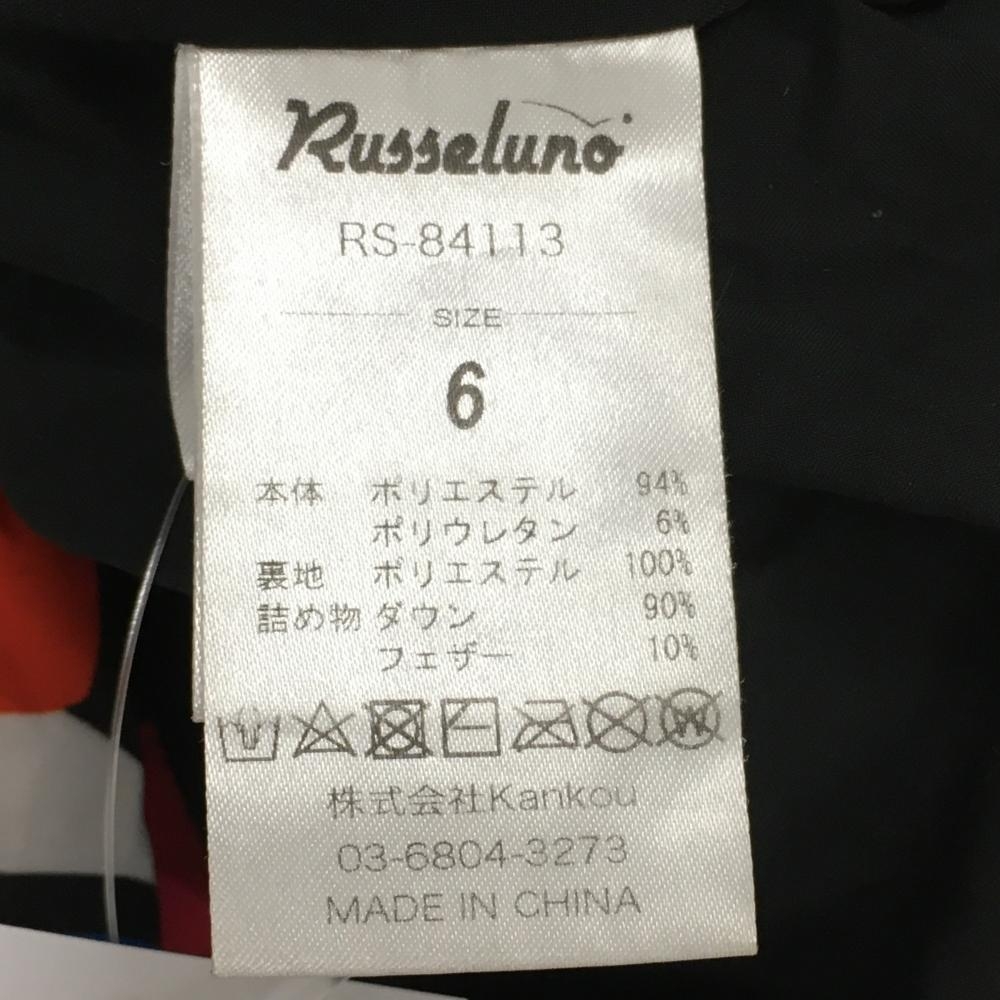 Russeluno
RS-84113
SIZE
6
本体 ポリエステル 94%
ポリウレタン 6%
裏地 ポリエステル 100%
詰め物 ダウン 90%
フェザー 10%
株式会社Kankou
03-6804-3273
MADE IN CHINA